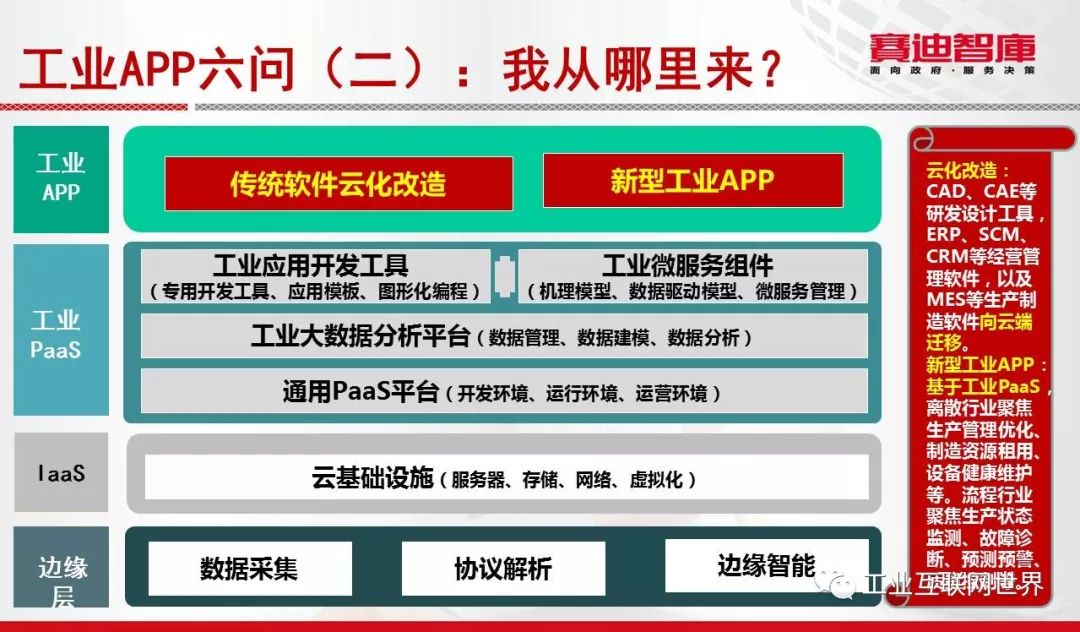 工业APP六问（二）：我从哪里来？
赛迪智庫
面向政府·服务决策
工业
APP
传统软件云化改造
新型工业APP
工业
PaaS
工业应用开发工具
（专用开发工具、应用模板、图形化编程）
工业微服务组件
（机理模型、数据驱动模型、微服务管理）
工业大数据分析平台（数据管理、数据建模、数据分析）
通用PaaS平台（开发环境、运行环境、运营环境）
IaaS
云基础设施（服务器、存储、网络、虚拟化）
边缘
层
数据采集
协议解析
边缘智能
云化改造：
CAD、CAE等
研发设计工具，
ERP、SCM、
CRM等经营管
理软件，以及
MES等生产制
造软件向云端
迁移。
新型工业APP：
基于工业PaaS，
离散行业聚焦
生产管理优化、
制造资源租用、
设备健康维护
等。流程行业
聚焦生产状态
监测、故障诊
断、预测预警、
工业互联网世界